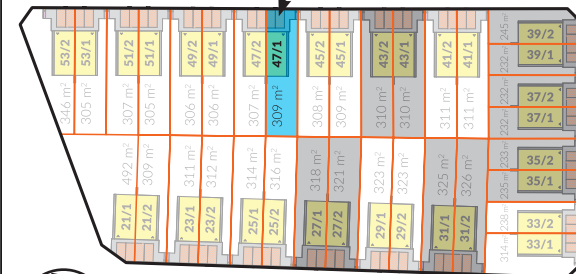 53/2 53/1 51/2 51/1 49/2 49/1 47/2 47/1 45/2 45/1 43/2 43/1 41/2 41/1
346 m² 305 m² 307 m² 305 m² 306 m² 306 m² 307 m² 309 m² 308 m² 309 m² 310 m² 310 m² 311 m² 311 m²
245 m² 39/2
232 m² 39/1
232 m² 37/2
232 m² 37/1
233 m² 35/2
235 m² 35/1
228 m² 33/2
314 m² 33/1
492 m² 309 m² 311 m² 312 m² 314 m² 316 m² 318 m² 321 m² 323 m² 323 m² 325 m² 326 m²
21/1 21/2 23/1 23/2 25/1 25/2 27/1 27/2 29/1 29/2 31/1 31/2